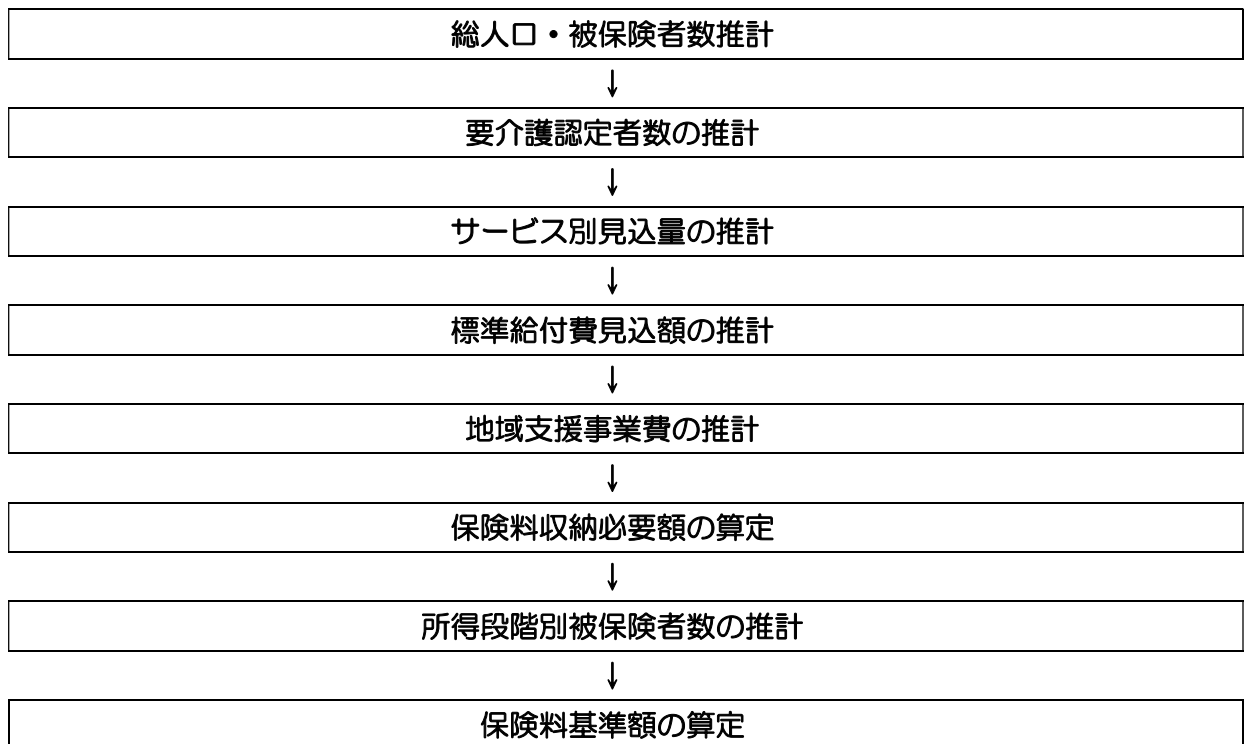 総人口・被保険者数推計
↓
要介護認定者数の推計
↓
サービス別見込量の推計
↓
標準給付費見込額の推計
↓
地域支援事業費の推計
↓
保険料収納必要額の算定
↓
所得段階別被保険者数の推計
↓
保険料基準額の算定